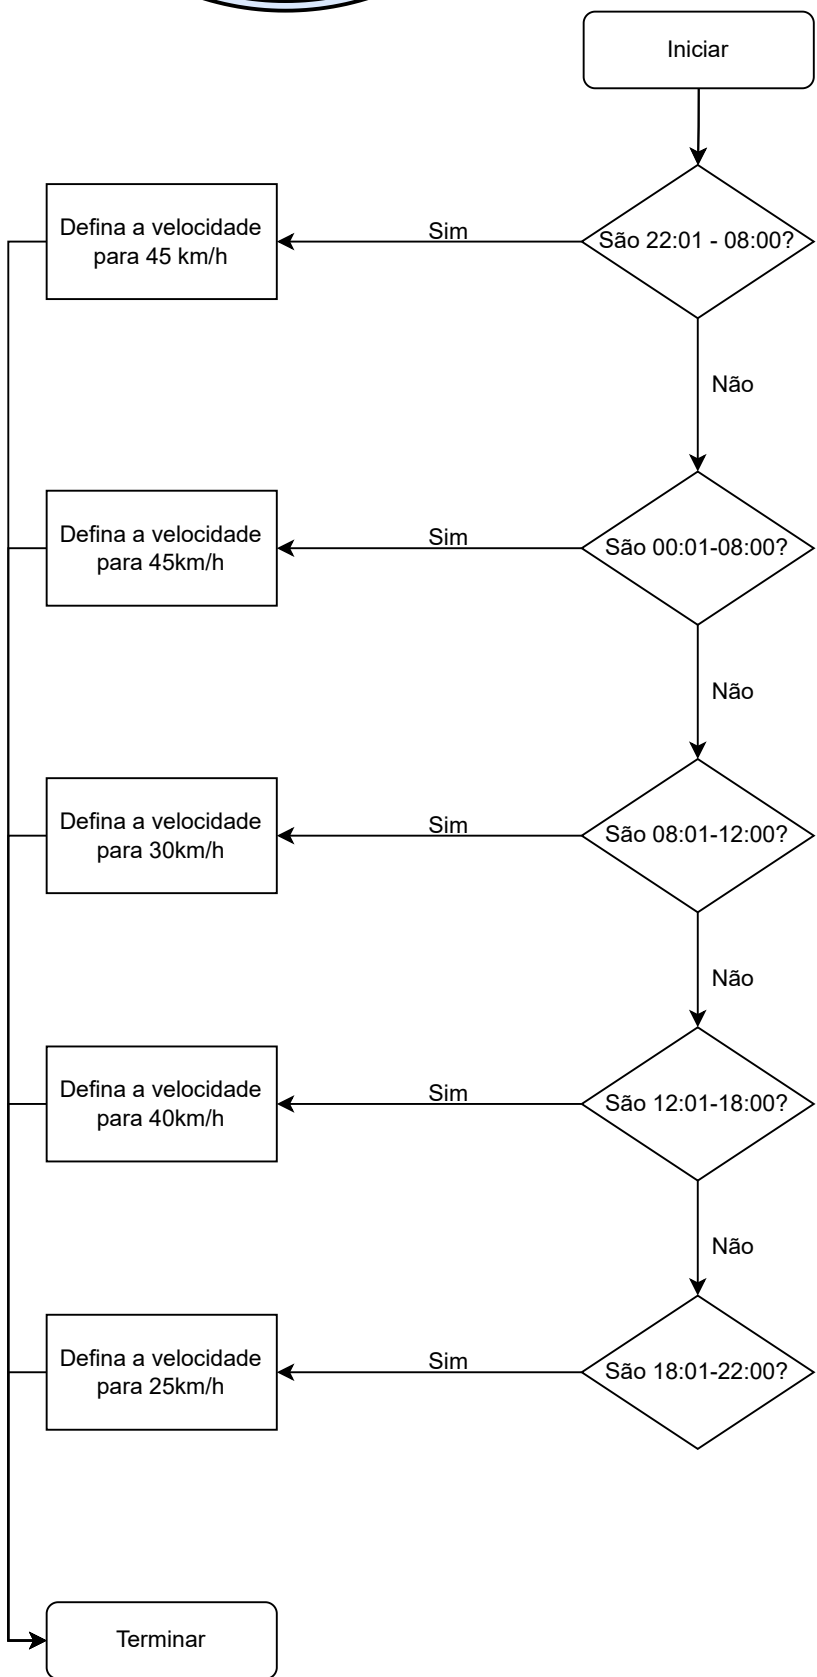 Iniciar
São 22:01 - 08:00?
Sim
Defina a velocidade
para 45 km/h
Não
São 00:01-08:00?
Sim
Defina a velocidade
para 45km/h
Não
São 08:01-12:00?
Sim
Defina a velocidade
para 30km/h
Não
São 12:01-18:00?
Sim
Defina a velocidade
para 40km/h
Não
São 18:01-22:00?
Sim
Defina a velocidade
para 25km/h
Terminar